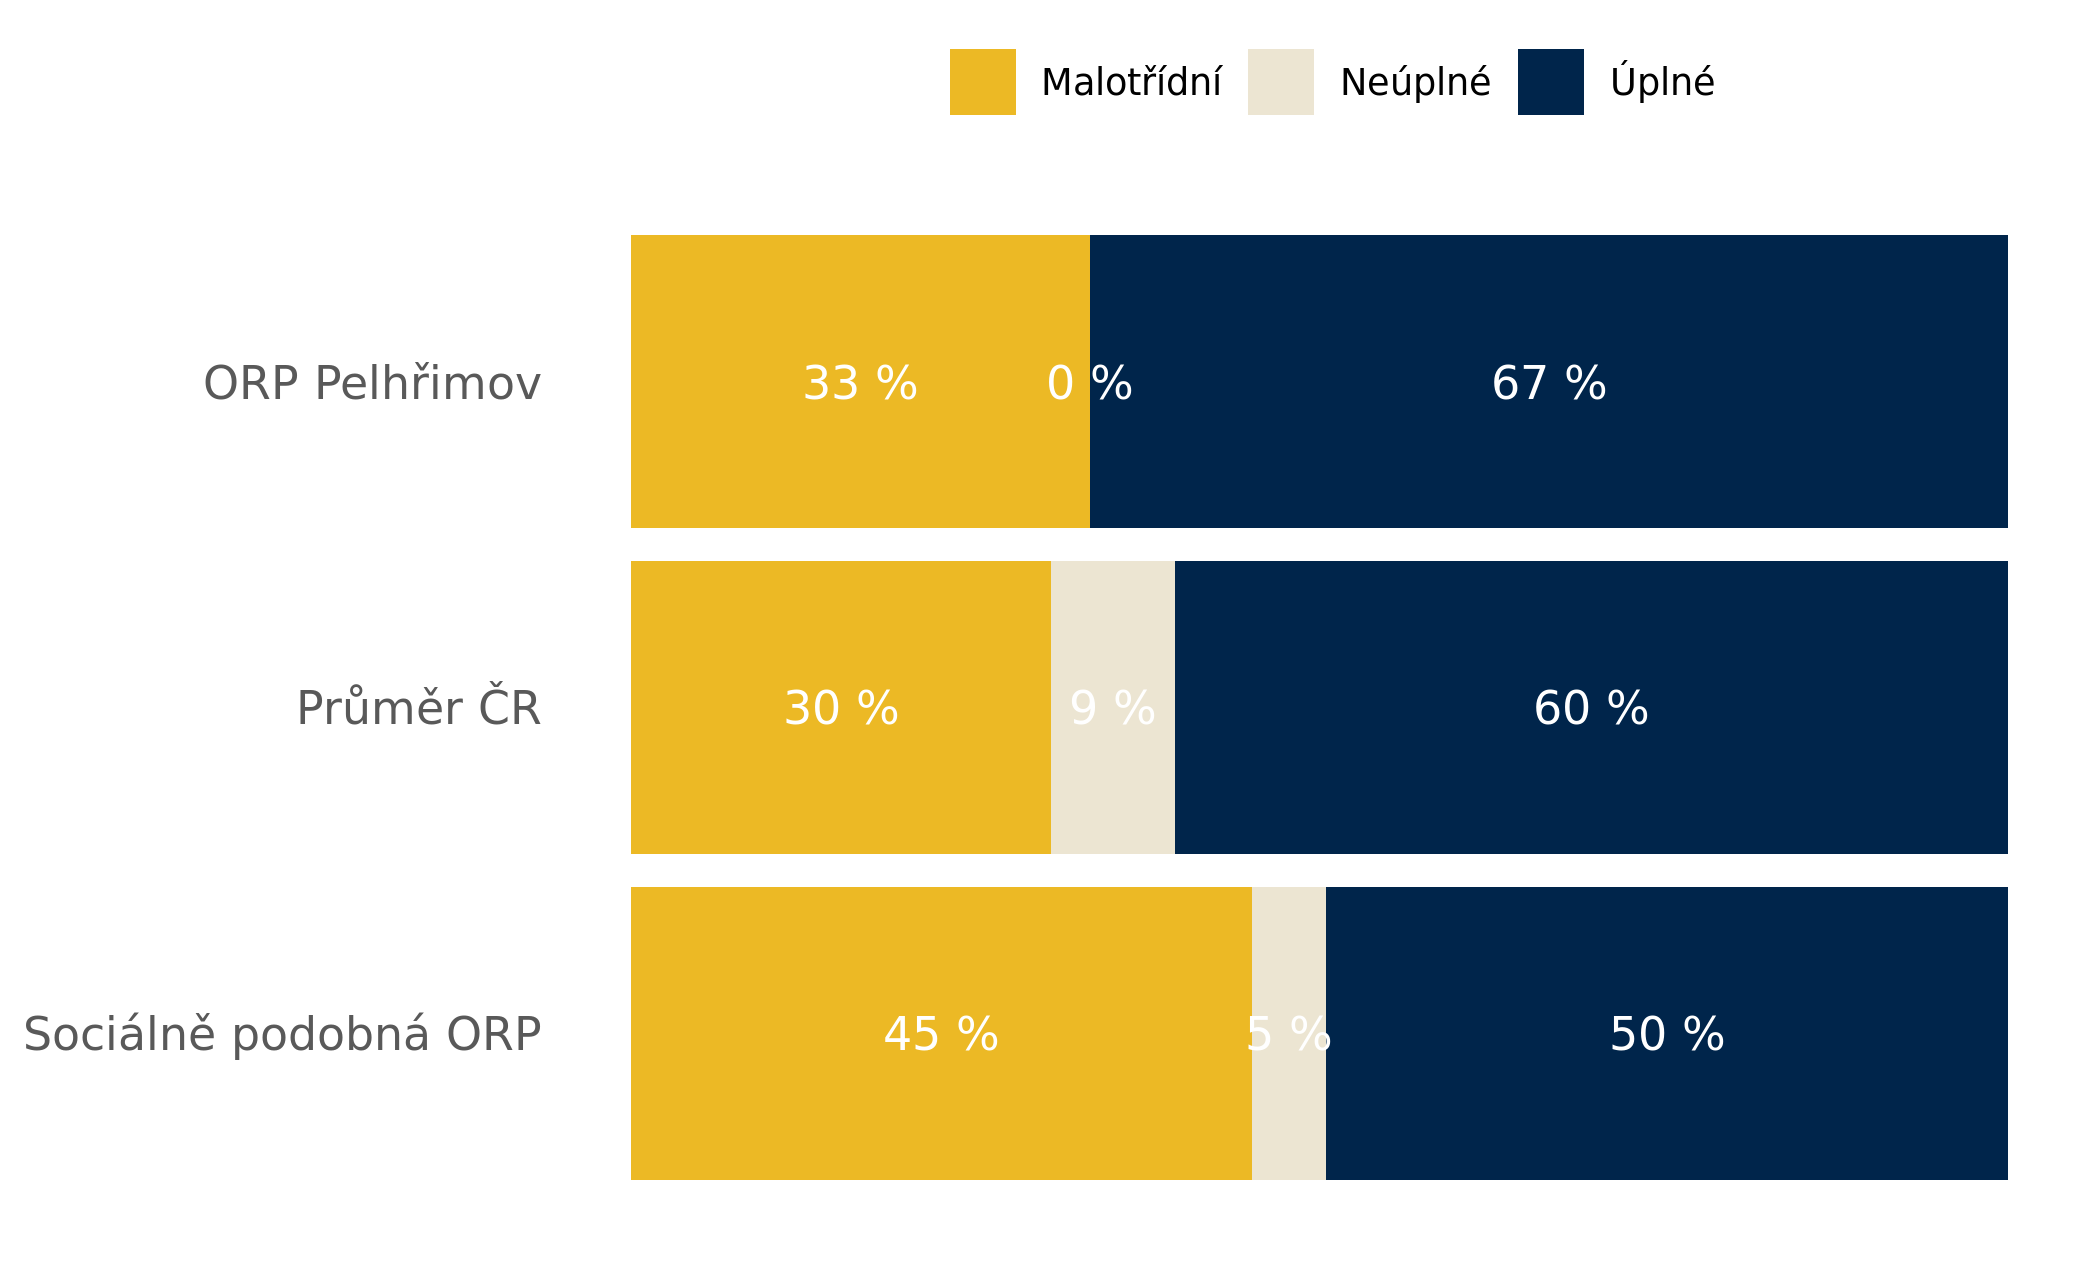 Malotřídní Neúplné Úplné
ORP Pelhřimov 33 % 0 % 67 %
Průměr ČR 30 % 9 % 60 %
Sociálně podobná ORP 45 % 5 % 50 %